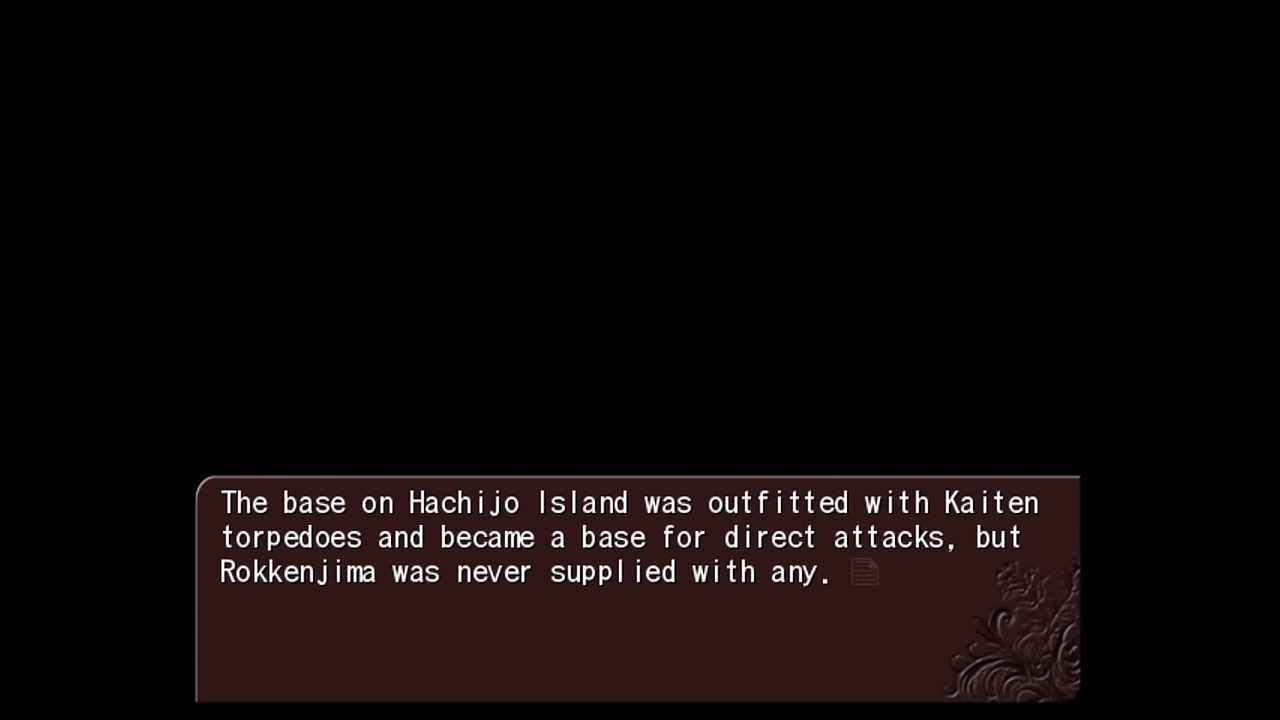 The base on Hachijo Island was outfitted with Kaiten
torpedoes and became a base for direct attacks, but
Rokkenjima was never supplied with any.